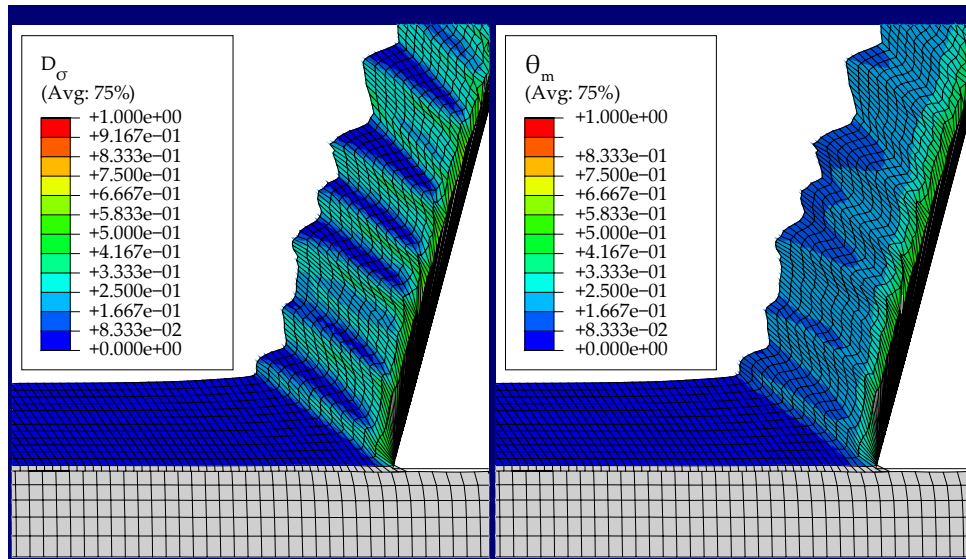 Dσ
(Avg: 75%)
+1.000e+00
+9.167e−01
+8.333e−01
+7.500e−01
+6.667e−01
+5.833e−01
+5.000e−01
+4.167e−01
+3.333e−01
+2.500e−01
+1.667e−01
+8.333e−02
+0.000e+00
θm
(Avg: 75%)
+1.000e+00
+8.333e−01
+7.500e−01
+6.667e−01
+5.833e−01
+5.000e−01
+4.167e−01
+3.333e−01
+2.500e−01
+1.667e−01
+8.333e−02
+0.000e+00